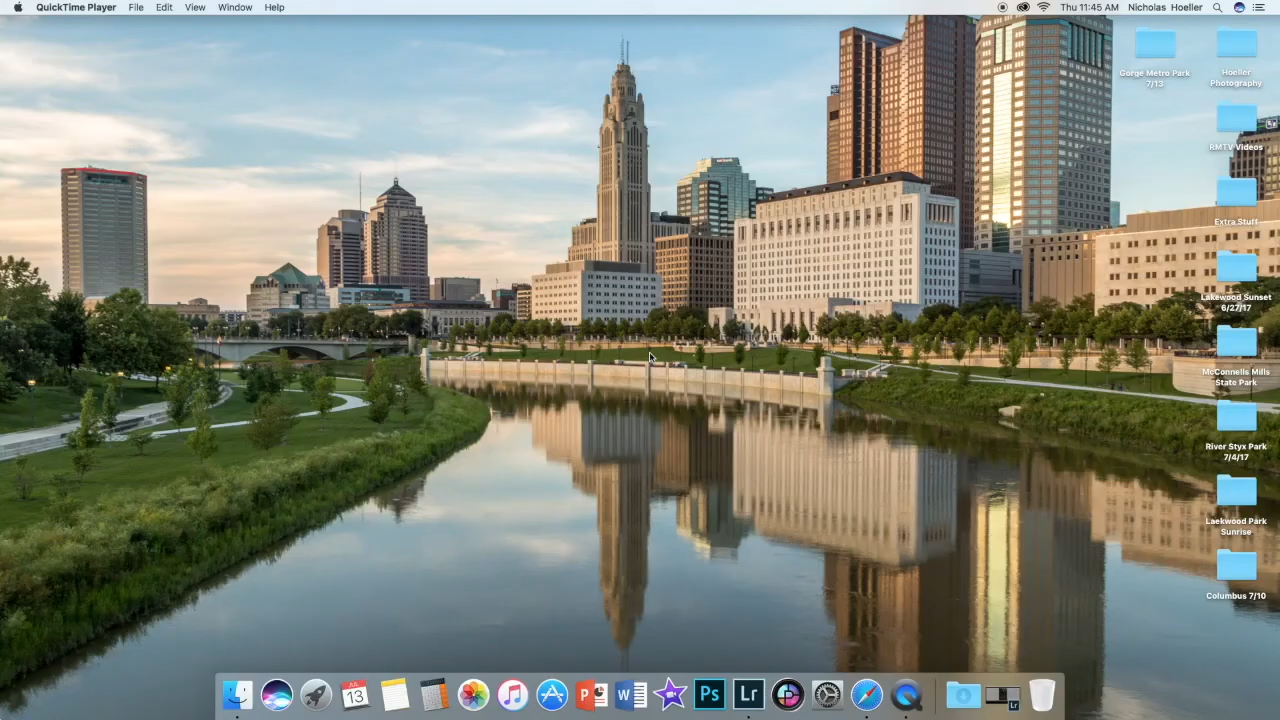 QuickTime Player File Edit View Window Help Thu 11:45 AM Nicholas Hoeller
Gorge Metro Park
7/13
Hoeller
Photography
RMTV Videos
Extra Stuff
Lakewood Sunset
6/27/17
McConnells Mills
State Park
River Styx Park
7/4/17
Laekwood Park
Sunrise
Columbus 7/10
JUL
13
P W Ps Lr
Lr